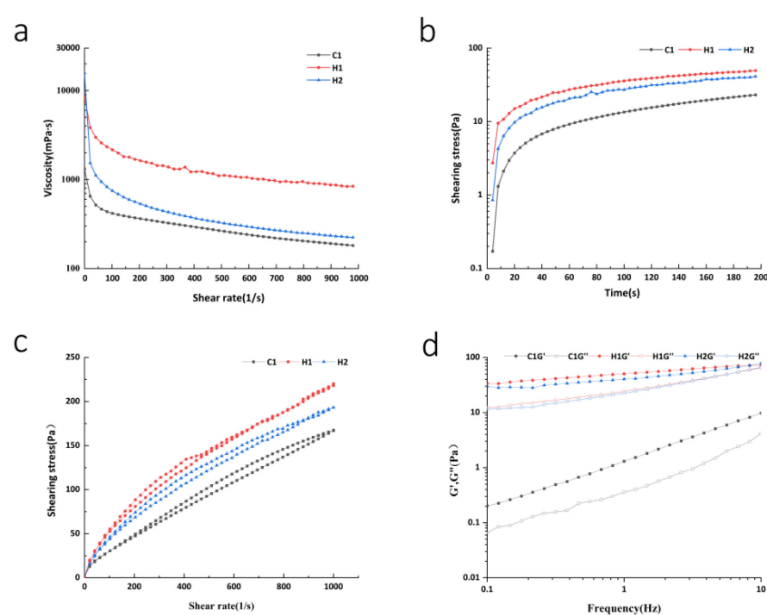 a
30000
10000
1000
100
Viscosity(mPa·s)
C1
H1
H2
0 100 200 300 400 500 600 700 800 900 1000
Shear rate(1/s)
b
C1 H1 H2
100
10
1
0.1
Shearing stress(Pa)
0 20 40 60 80 100 120 140 160 180 200
Time(s)
c
C1 H1 H2
250
200
150
100
50
0
Shearing stress(Pa)
0 200 400 600 800 1000
Shear rate(1/s)
d
C1G' C1G" H1G' H1G" H2G' H2G"
100
10
1
0.1
0.01
G',G"(Pa)
0.1 1 10
Frequency(Hz)